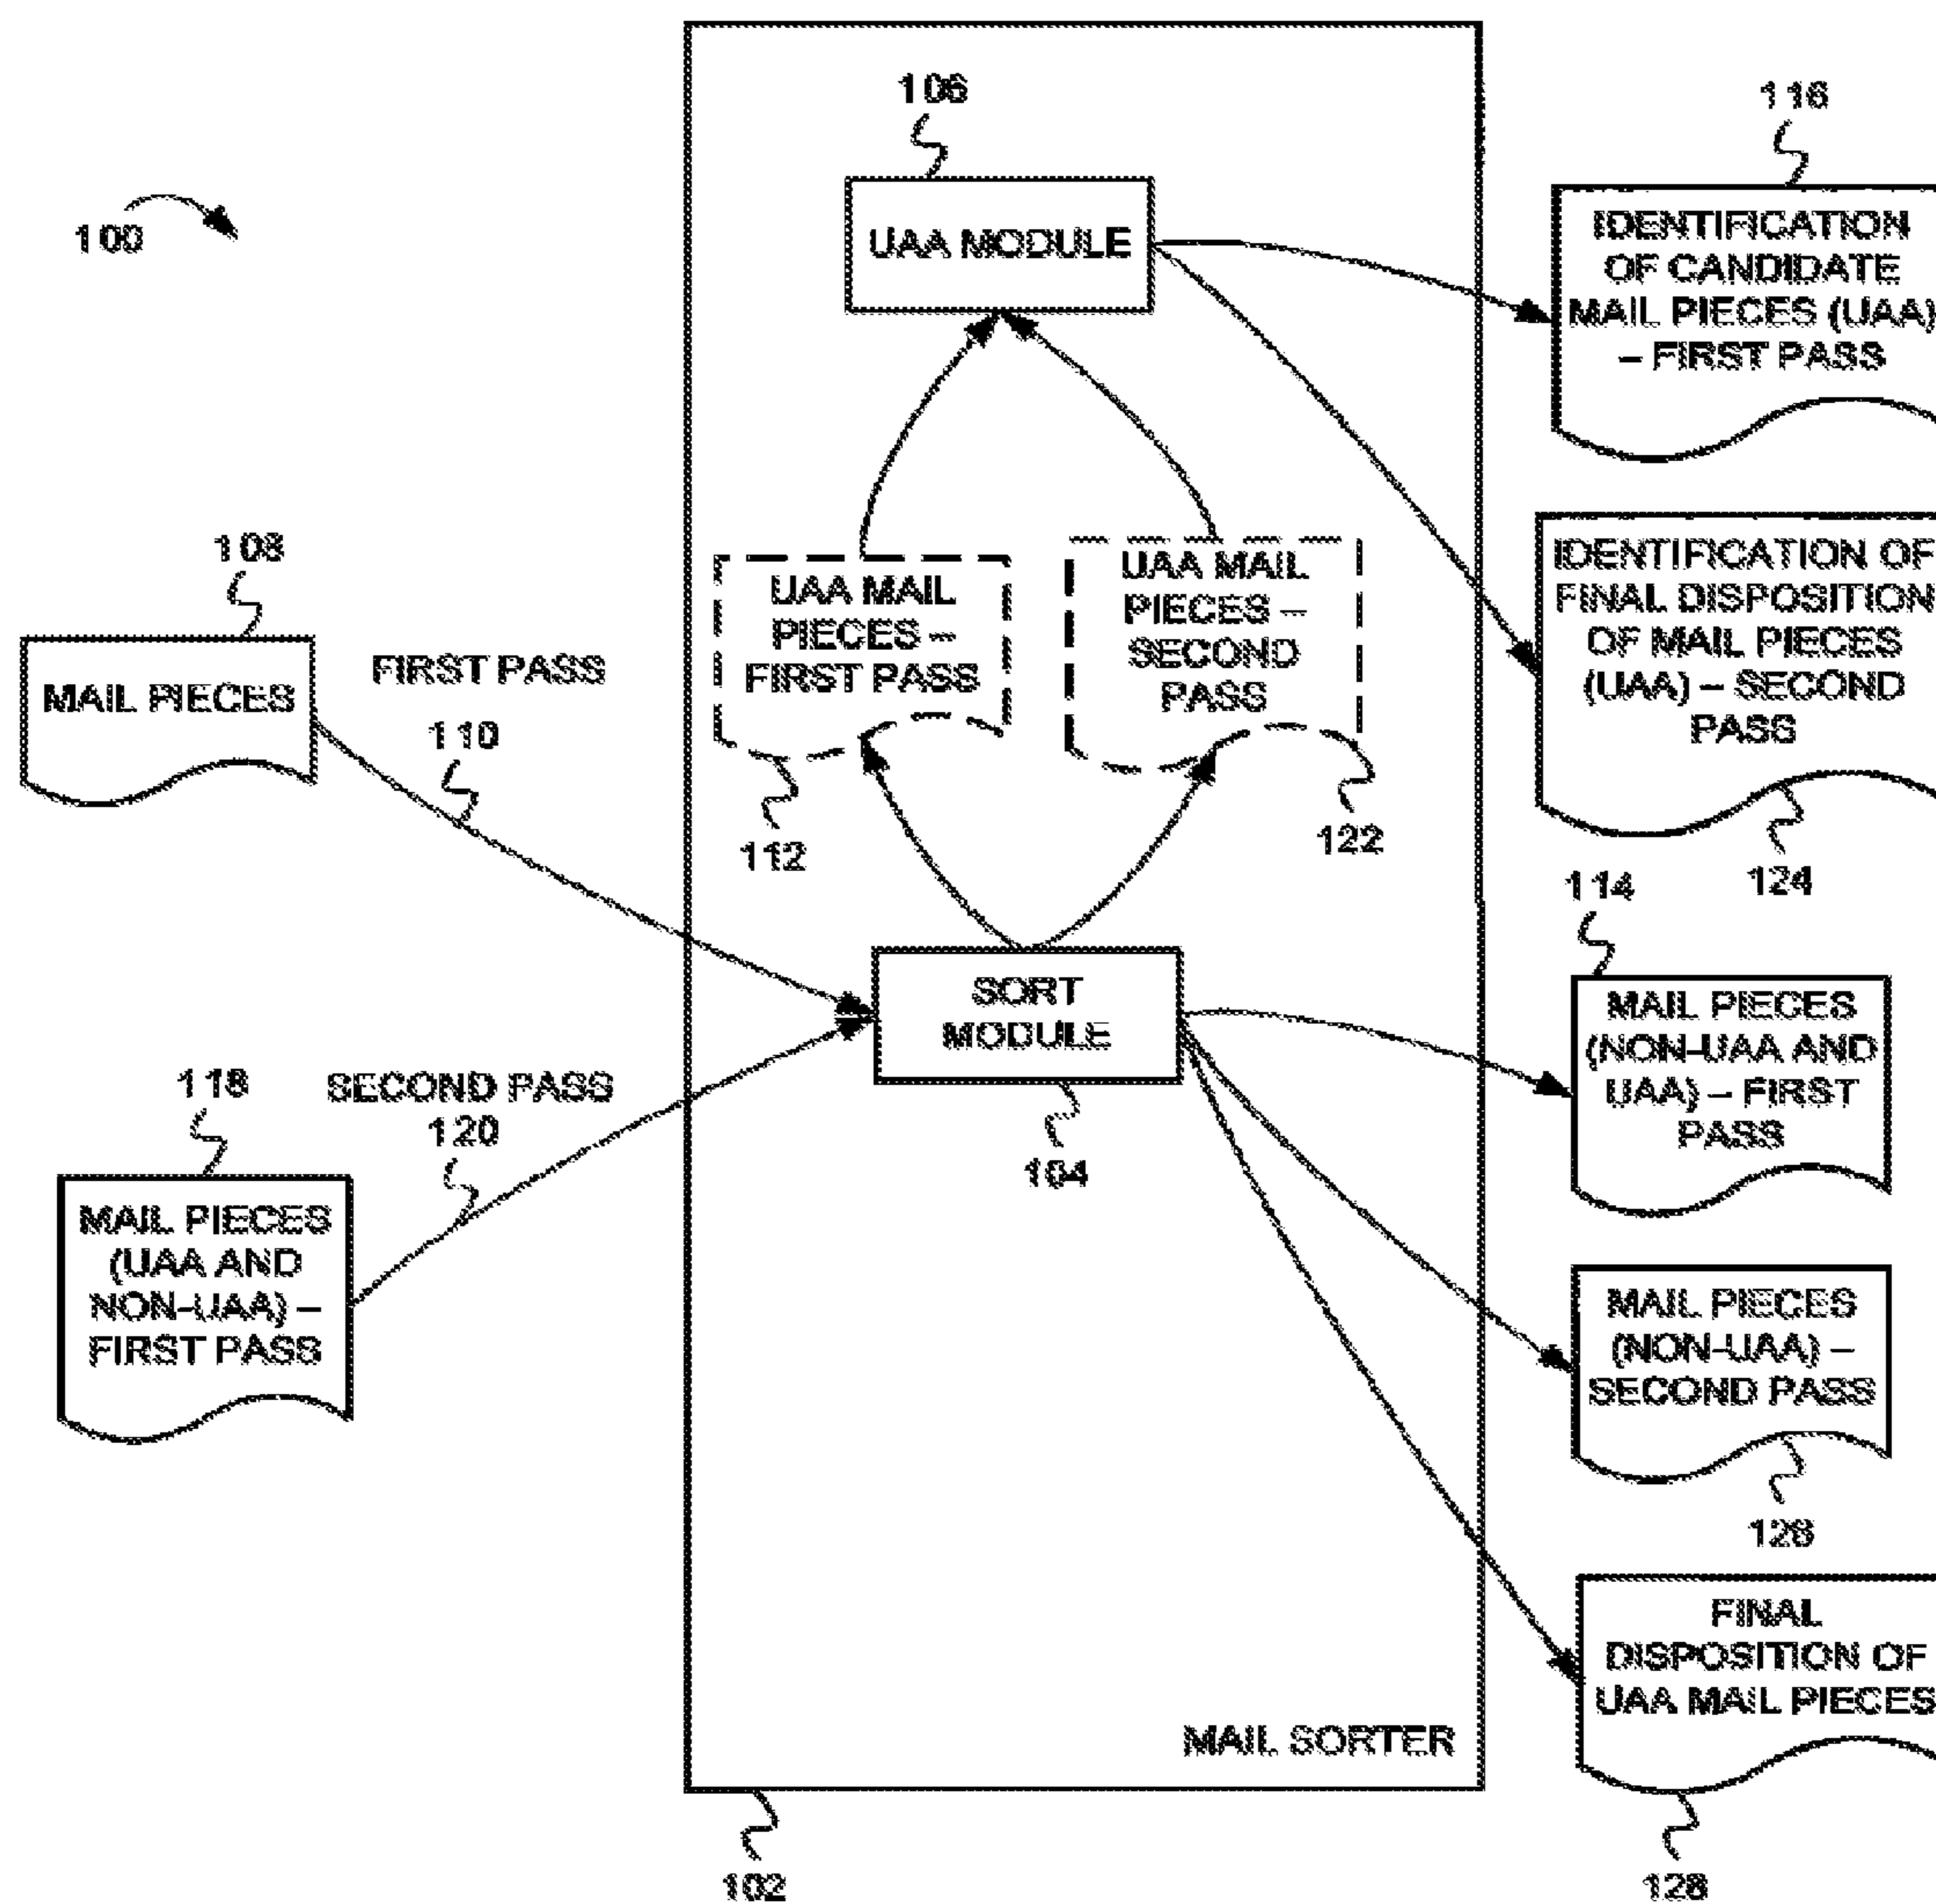 106
116
100
UAA MODULE
IDENTIFICATION
OF CANDIDATE
MAIL PIECES (UAA)
– FIRST PASS
108
MAIL PIECES
FIRST PASS
110
UAA MAIL
PIECES –
FIRST PASS
112
UAA MAIL
PIECES –
SECOND
PASS
122
IDENTIFICATION OF
FINAL DISPOSITION
OF MAIL PIECES
(UAA) – SECOND
PASS
124
114
SORT
MODULE
104
MAIL PIECES
(NON-UAA AND
UAA) – FIRST
PASS
118
SECOND PASS
120
MAIL PIECES
(UAA AND
NON-UAA) –
FIRST PASS
MAIL PIECES
(NON-UAA) –
SECOND PASS
FINAL
DISPOSITION OF
UAA MAIL PIECES
128
MAIL SORTER
102